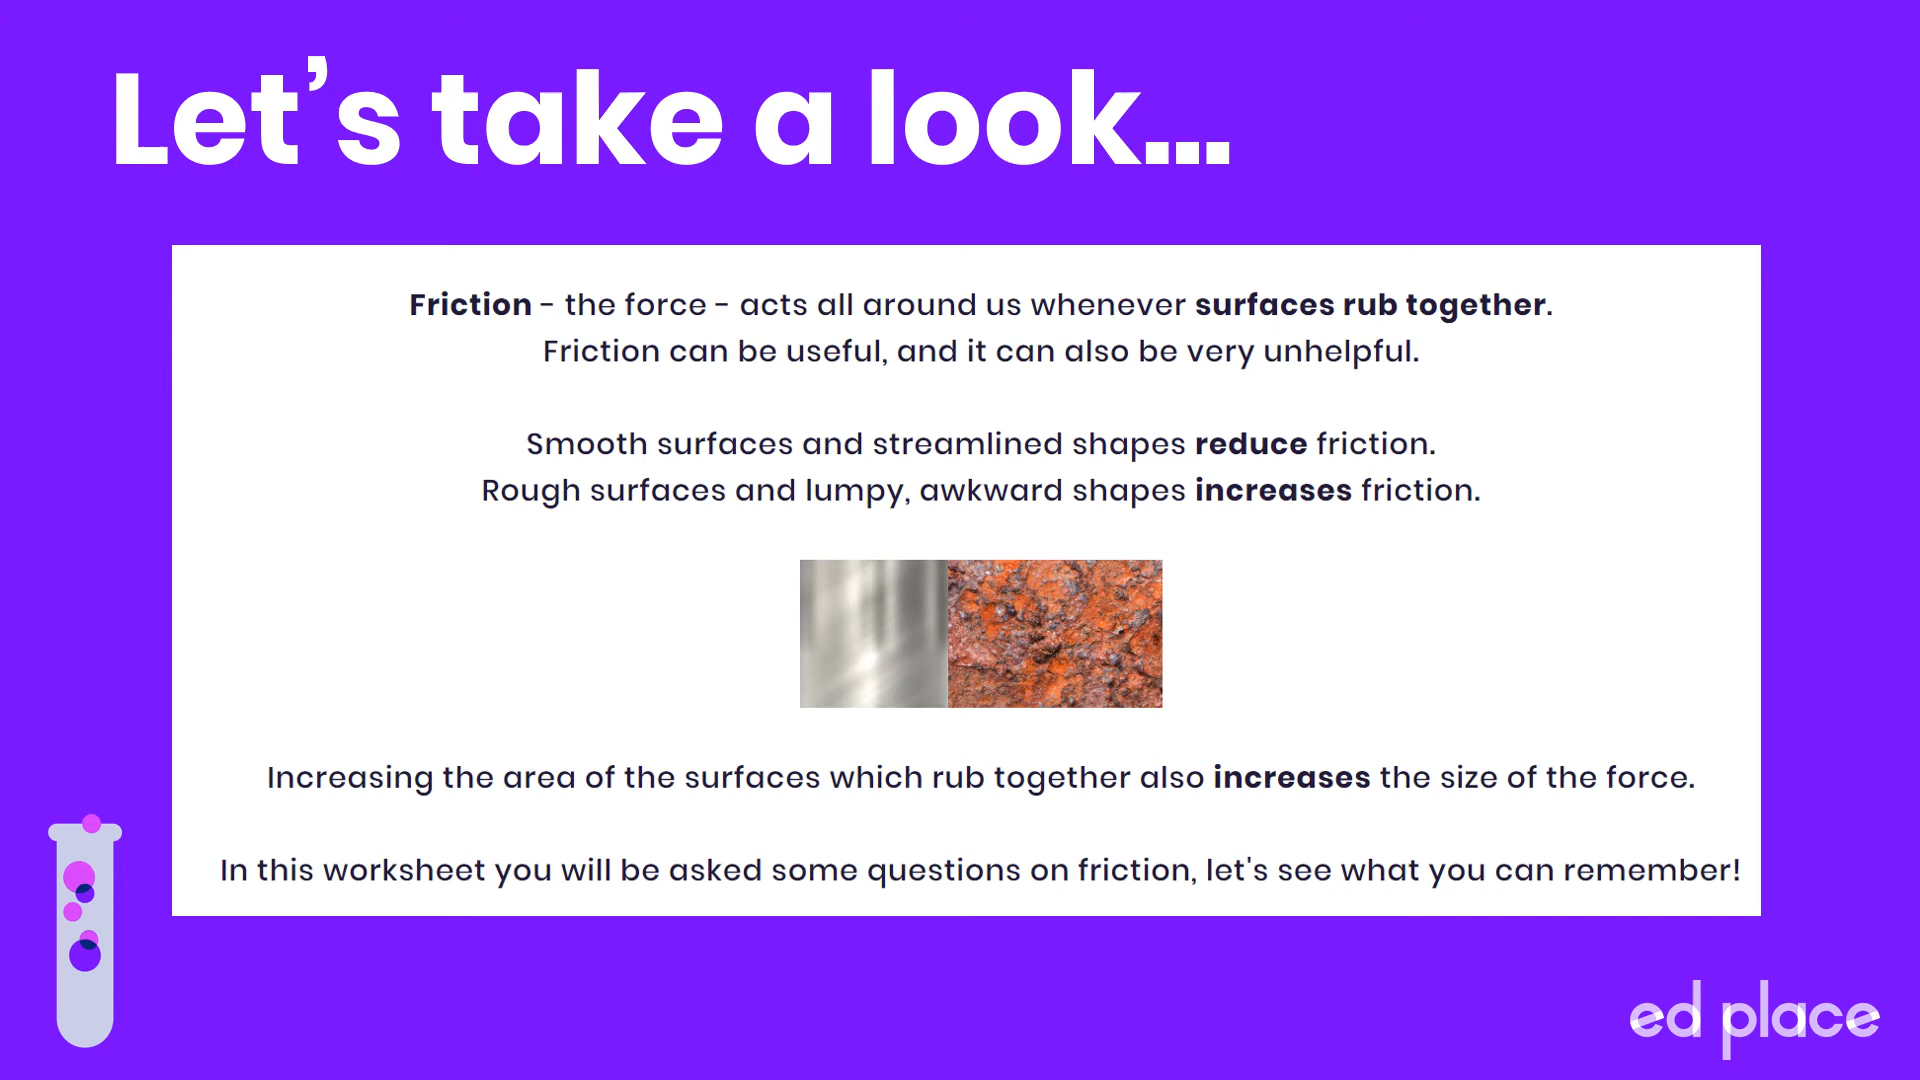 Let’s take a look...
Friction - the force - acts all around us whenever surfaces rub together.
Friction can be useful, and it can also be very unhelpful.
Smooth surfaces and streamlined shapes reduce friction.
Rough surfaces and lumpy, awkward shapes increases friction.
Increasing the area of the surfaces which rub together also increases the size of the force.
In this worksheet you will be asked some questions on friction, let's see what you can remember!
ed place